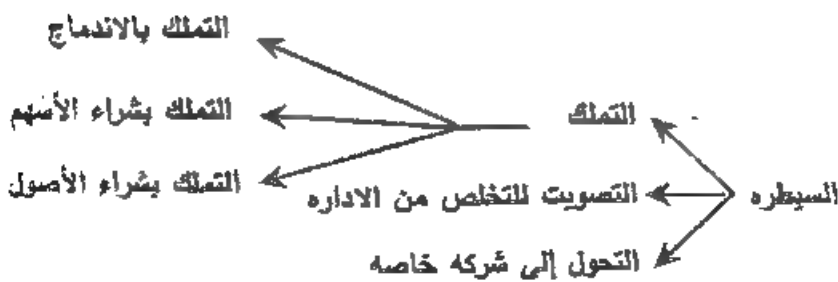 التملك بالاندماج
التملك التملك بشراء الأسهم
التملك بشراء الأصول
السيطره التصويت للتخلص من الاداره
التحول إلى شركه خاصه